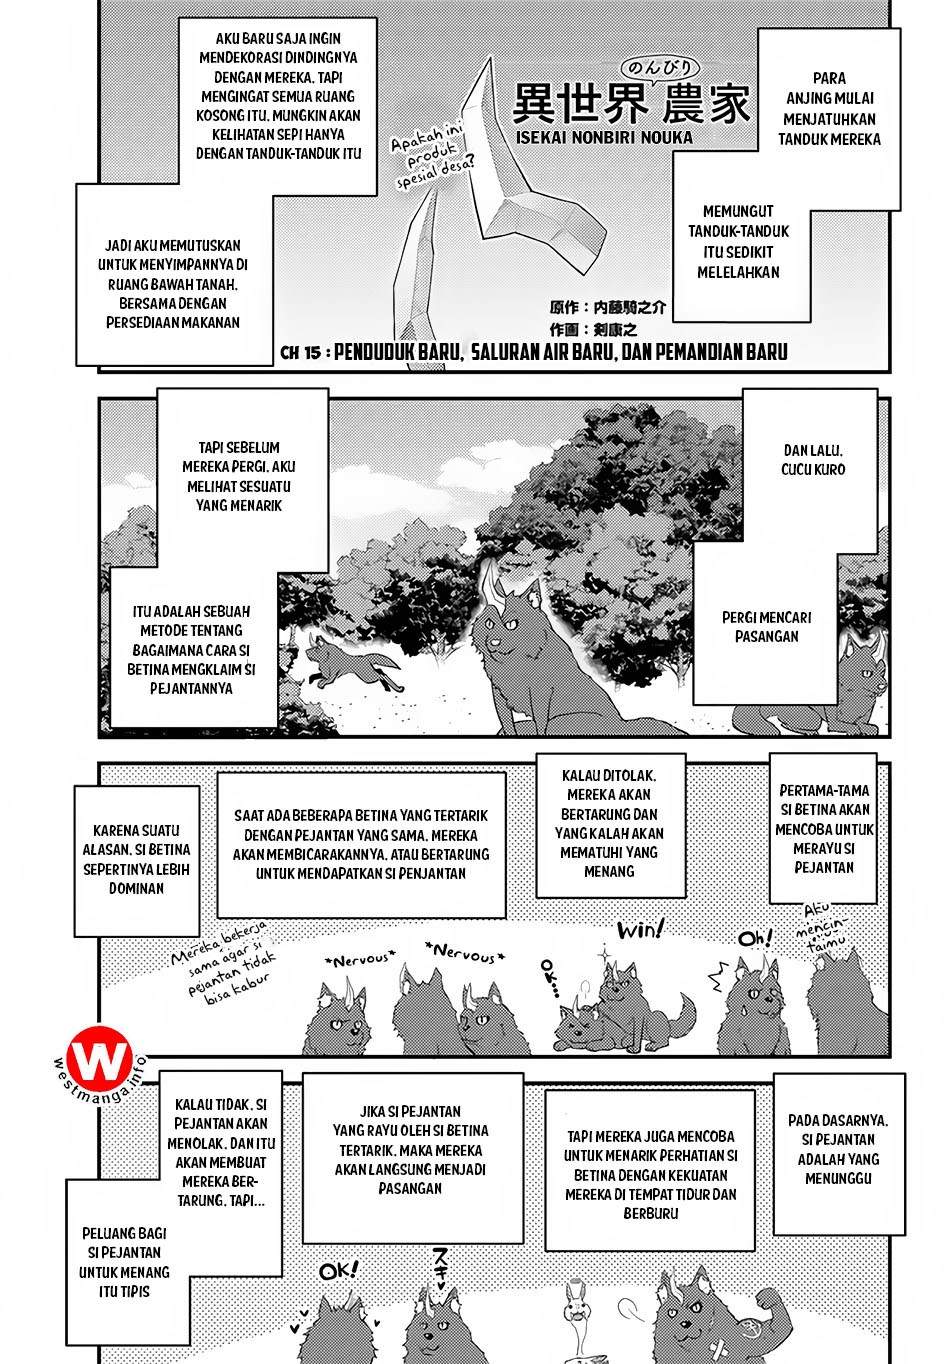 PARA
ANJING MULAI
MENJATUHKAN
TANDUK MEREKA
MEMUNGUT
TANDUK-TANDUK
ITU SEDIKIT
MELELAHKAN
のんびり
異世界 農家
ISEKAI NONBIRI NOUKA
Apakah ini
produk
spesial desa?
AKU BARU SAJA INGIN
MENDEKORASI DINDINGNYA
DENGAN MEREKA. TAPI
MENGINGAT SEMUA RUANG
KOSONG ITU. MUNGKIN AKAN
KELIHATAN SEPI HANYA
DENGAN TANDUK-TANDUK ITU
JADI AKU MEMUTUSKAN
UNTUK MENYIMPANNYA DI
RUANG BAWAH TANAH.
BERSAMA DENGAN
PERSEDIAAN MAKANAN
原作：内藤騎之介
作画：剣康之
CH 15 : PENDUDUK BARU, SALURAN AIR BARU, DAN PEMANDIAN BARU
DAN LALU.
CUCU KURO
PERGI MENCARI
PASANGAN
TAPI SEBELUM
MEREKA PERGI. AKU
MELIHAT SESUATU
YANG MENARIK
ITU ADALAH SEBUAH
METODE TENTANG
BAGAIMANA CARA SI
BETINA MENGKLAIM SI
PEJANTANNYA
PERTAMA-TAMA
SI BETINA AKAN
MENCOBA UNTUK
MERAYU SI
PEJANTAN
Aku
mencin-
taimu
Oh!
KALAU DITOLAK.
MEREKA AKAN
BERTARUNG DAN
YANG KALAH AKAN
MEMATUHI YANG
MENANG
Win!
OK...
SAAT ADA BEBERAPA BETINA YANG TERTARIK
DENGAN PEJANTAN YANG SAMA. MEREKA
AKAN MEMBICARAKANNYA. ATAU BERTARUNG
UNTUK MENDAPATKAN SI PENJANTAN
*Nervous*
*Nervous*
Mereka bekerja
sama agar si
pejantan tidak
bisa kabur
KARENA SUATU
ALASAN. SI BETINA
SEPERTINYA LEBIH
DOMINAN
W
westmanga.info
PADA DASARNYA.
SI PEJANTAN
ADALAH YANG
MENUNGGU
TAPI MEREKA JUGA MENCOBA
UNTUK MENARIK PERHATIAN SI
BETINA DENGAN KEKUATAN
MEREKA DI TEMPAT TIDUR DAN
BERBURU
JIKA SI PEJANTAN
YANG RAYU OLEH SI BETINA
TERTARIK. MAKA MEREKA
AKAN LANGSUNG MENJADI
PASANGAN
スキ
OK!
KALAU TIDAK. SI
PEJANTAN AKAN
MENOLAK. DAN ITU
AKAN MEMBUAT
MEREKA BER-
TARUNG. TAPI...
PELUANG BAGI
SI PEJANTAN
UNTUK MENANG
ITU TIPIS